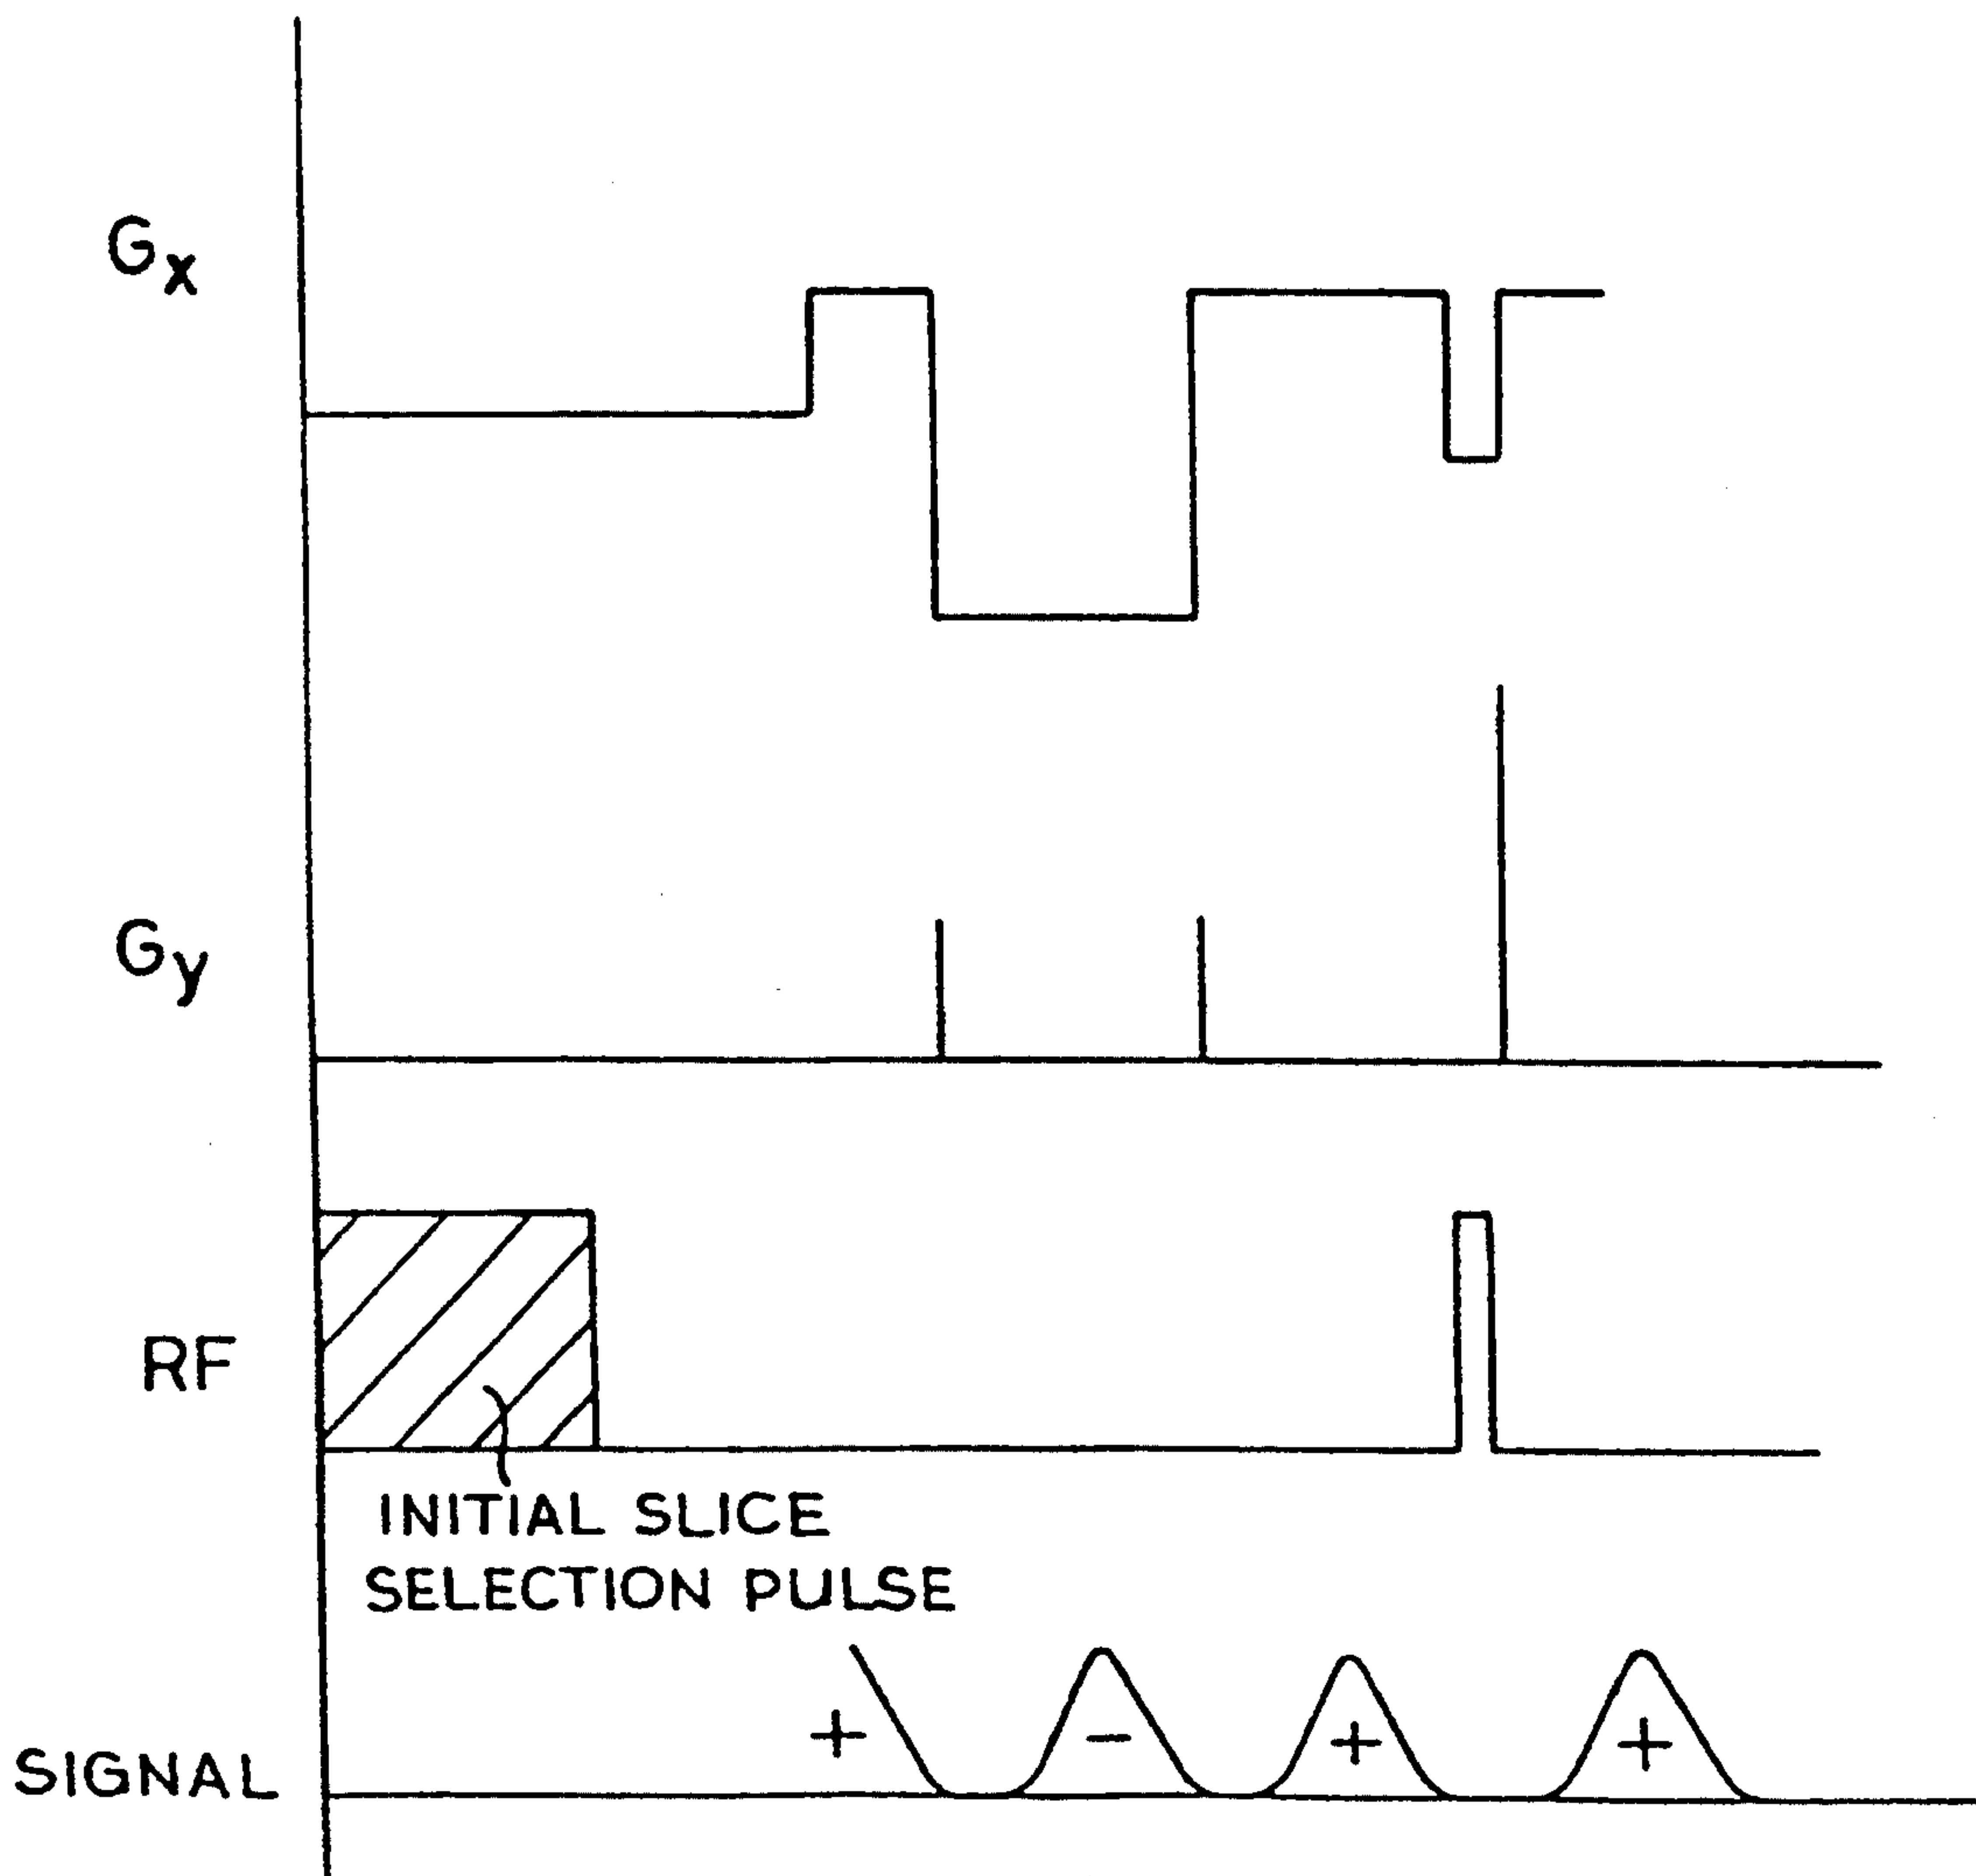 Gx
Gy
RF
INITIAL SLICE
SELECTION PULSE
+
-
+
+
SIGNAL